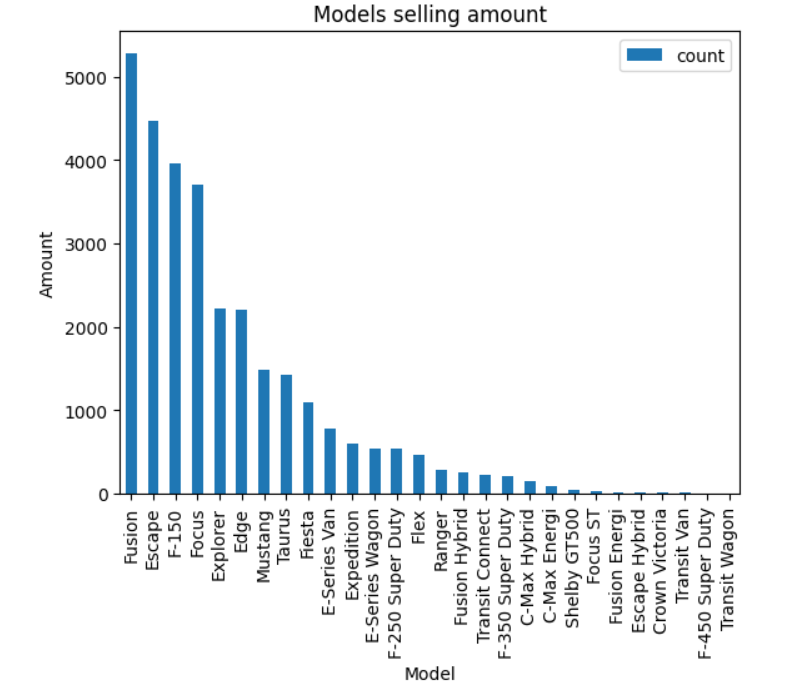 Models selling amount
count
Amount
5000
4000
3000
2000
1000
0
Fusion
Escape
F-150
Focus
Explorer
Edge
Mustang
Taurus
Fiesta
E-Series Van
Expedition
E-Series Wagon
F-250 Super Duty
Flex
Ranger
Fusion Hybrid
Transit Connect
F-350 Super Duty
C-Max Hybrid
C-Max Energi
Shelby GT500
Focus ST
Fusion Energi
Escape Hybrid
Crown Victoria
Transit Van
F-450 Super Duty
Transit Wagon
Model